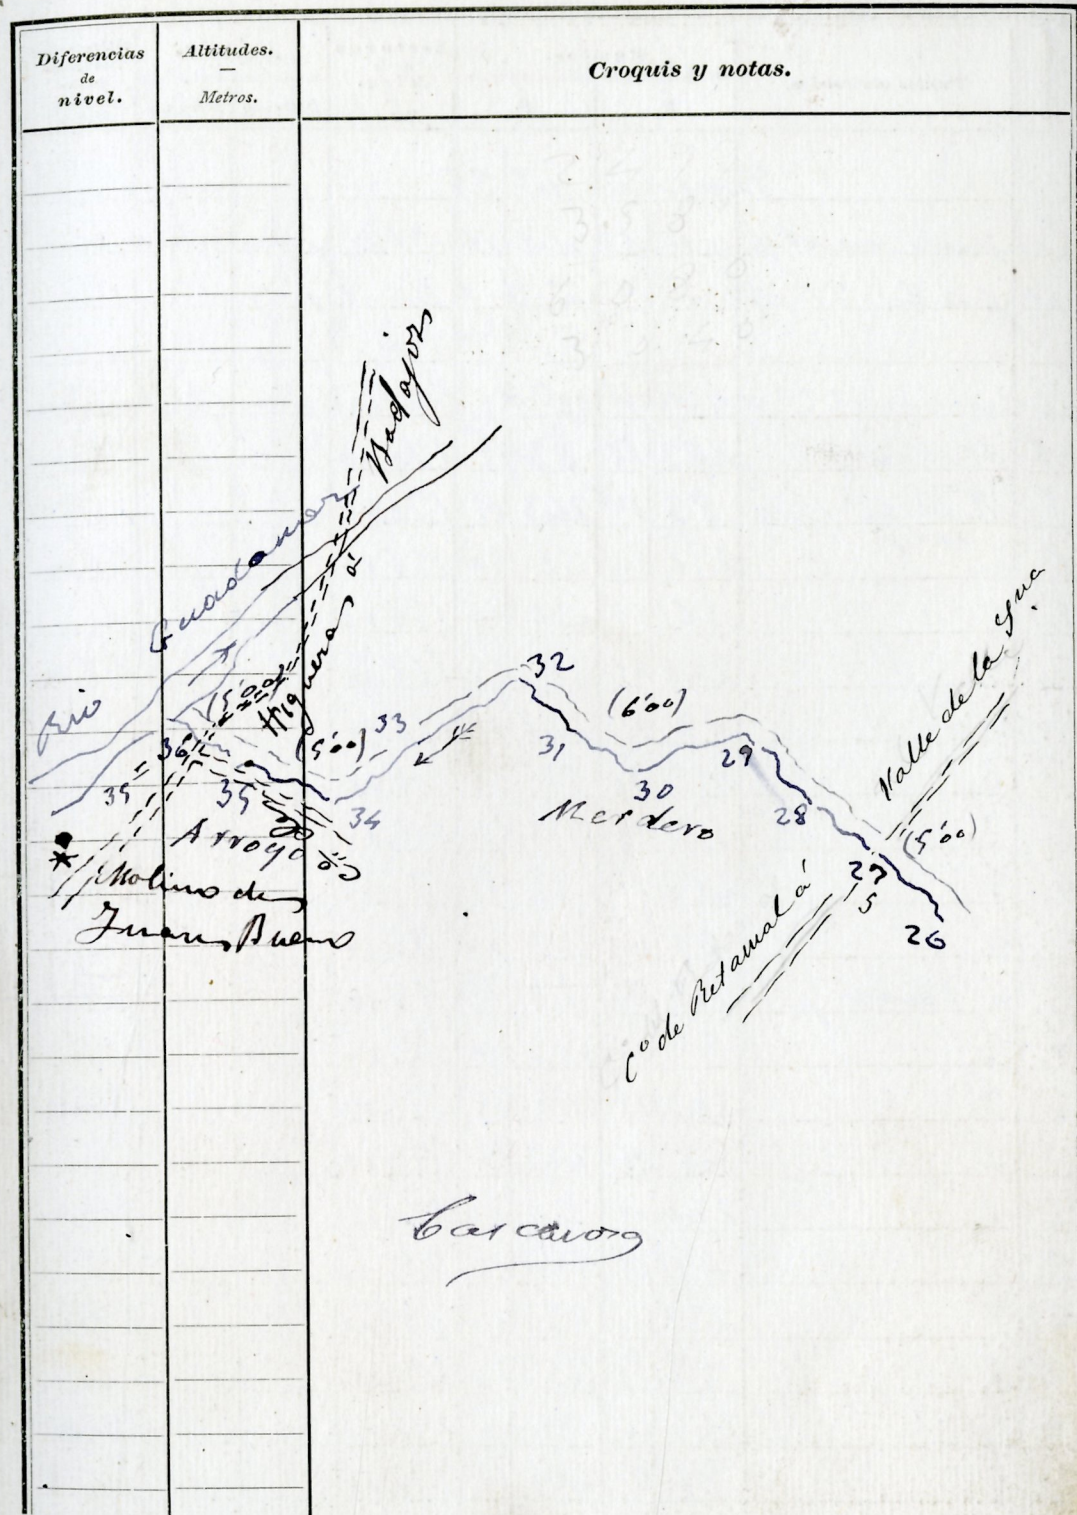 Diferencias
de
nivel.
Altitudes.
Metros.
Croquis y notas.
Badajoz
á
Higuera
Rio Guadamez
(5'00)
36
35
35
Arroyo
(5'00)
33
34
32
31
(6'00)
30
29
Merdero
28
Valle de la
(5'00)
27
5
26
Cº de Retamal á
Molino de
Juan Bueno